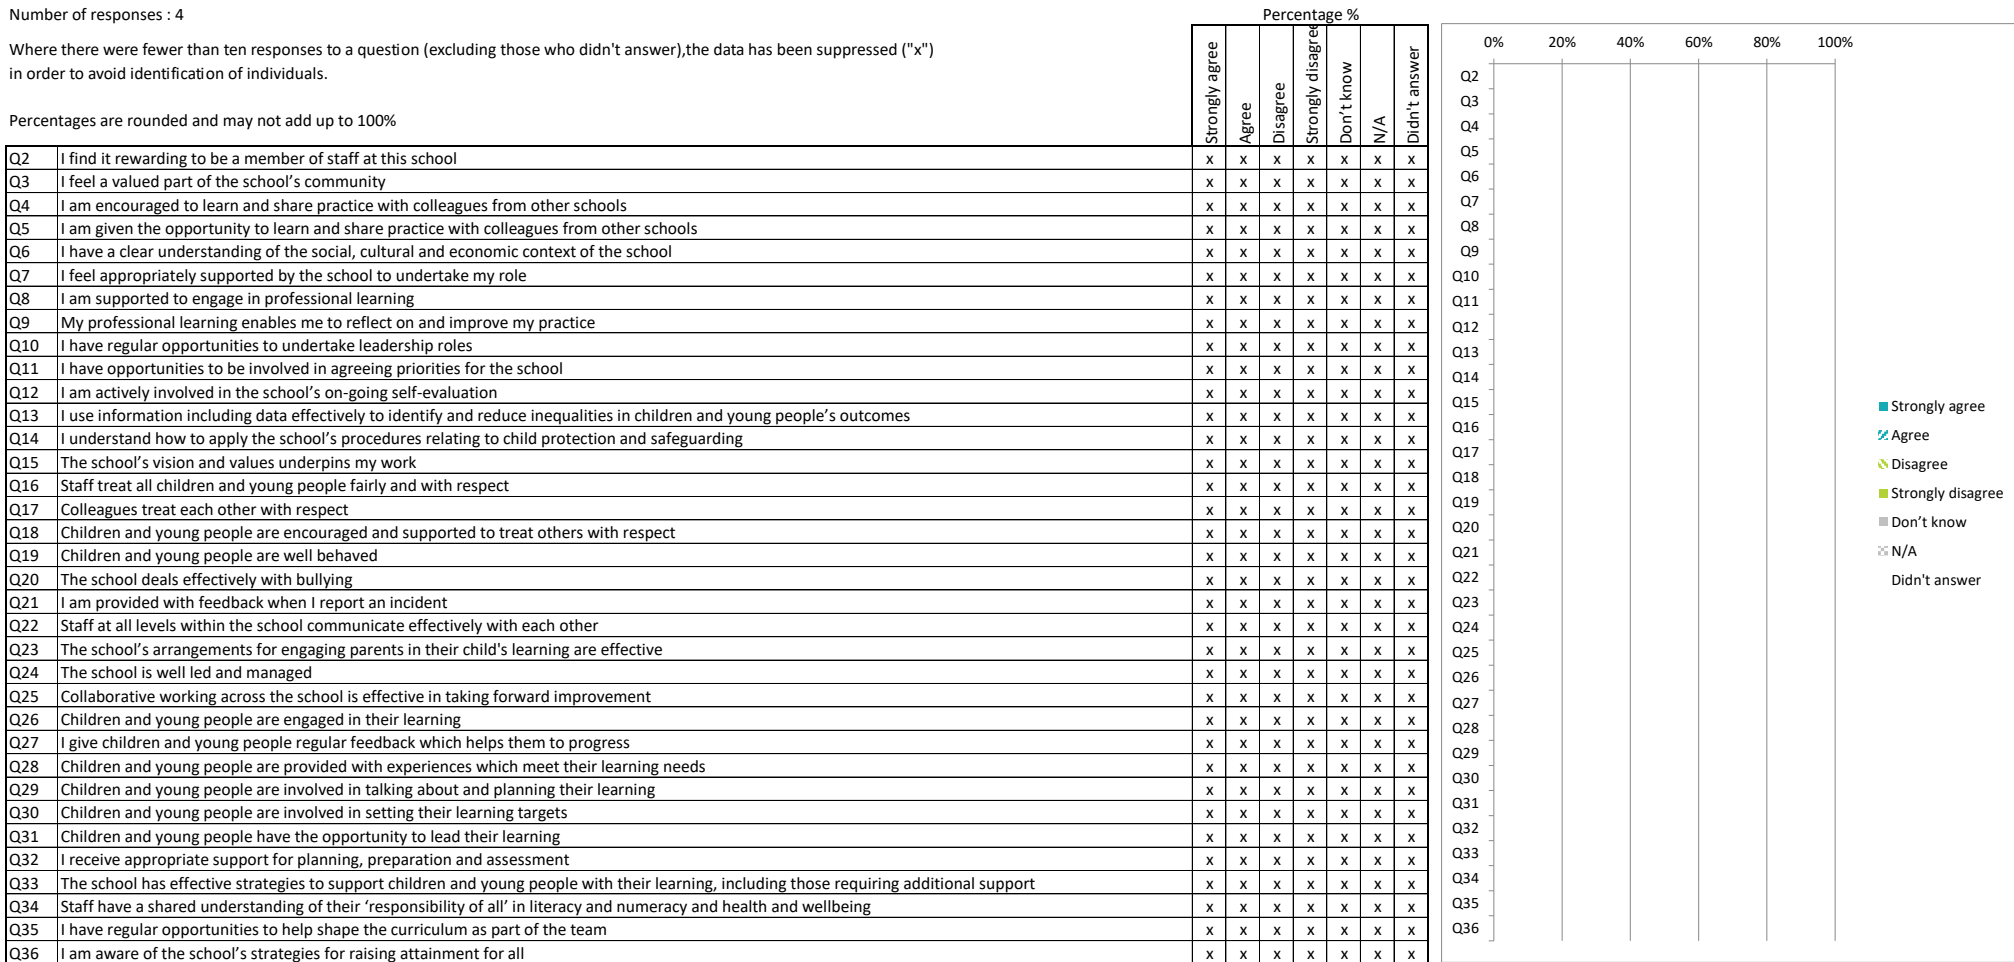 Number of responses : 4
Percentage %
Where there were fewer than ten responses to a question (excluding those who didn't answer),the data has been suppressed ("x")
in order to avoid identification of individuals.
Percentages are rounded and may not add up to 100%
Strongly agree
Agree
Disagree
Strongly disagree
Don't know
N/A
Didn't answer
Q2 I find it rewarding to be a member of staff at this school x x x x x x x
Q3 I feel a valued part of the school’s community x x x x x x x
Q4 I am encouraged to learn and share practice with colleagues from other schools x x x x x x x
Q5 I am given the opportunity to learn and share practice with colleagues from other schools x x x x x x x
Q6 I have a clear understanding of the social, cultural and economic context of the school x x x x x x x
Q7 I feel appropriately supported by the school to undertake my role x x x x x x x
Q8 I am supported to engage in professional learning x x x x x x x
Q9 My professional learning enables me to reflect on and improve my practice x x x x x x x
Q10 I have regular opportunities to undertake leadership roles x x x x x x x
Q11 I have opportunities to be involved in agreeing priorities for the school x x x x x x x
Q12 I am actively involved in the school’s on-going self-evaluation x x x x x x x
Q13 I use information including data effectively to identify and reduce inequalities in children and young people’s outcomes x x x x x x x
Q14 I understand how to apply the school’s procedures relating to child protection and safeguarding x x x x x x x
Q15 The school’s vision and values underpins my work x x x x x x x
Q16 Staff treat all children and young people fairly and with respect x x x x x x x
Q17 Colleagues treat each other with respect x x x x x x x
Q18 Children and young people are encouraged and supported to treat others with respect x x x x x x x
Q19 Children and young people are well behaved x x x x x x x
Q20 The school deals effectively with bullying x x x x x x x
Q21 I am provided with feedback when I report an incident x x x x x x x
Q22 Staff at all levels within the school communicate effectively with each other x x x x x x x
Q23 The school’s arrangements for engaging parents in their child's learning are effective x x x x x x x
Q24 The school is well led and managed x x x x x x x
Q25 Collaborative working across the school is effective in taking forward improvement x x x x x x x
Q26 Children and young people are engaged in their learning x x x x x x x
Q27 I give children and young people regular feedback which helps them to progress x x x x x x x
Q28 Children and young people are provided with experiences which meet their learning needs x x x x x x x
Q29 Children and young people are involved in talking about and planning their learning x x x x x x x
Q30 Children and young people are involved in setting their learning targets x x x x x x x
Q31 Children and young people have the opportunity to lead their learning x x x x x x x
Q32 I receive appropriate support for planning, preparation and assessment x x x x x x x
Q33 The school has effective strategies to support children and young people with their learning, including those requiring additional support x x x x x x x
Q34 Staff have a shared understanding of their ‘responsibility of all’ in literacy and numeracy and health and wellbeing x x x x x x x
Q35 I have regular opportunities to help shape the curriculum as part of the team x x x x x x x
Q36 I am aware of the school’s strategies for raising attainment for all x x x x x x x
0% 20% 40% 60% 80% 100%
Q2
Q3
Q4
Q5
Q6
Q7
Q8
Q9
Q10
Q11
Q12
Q13
Q14
Q15
Q16
Q17
Q18
Q19
Q20
Q21
Q22
Q23
Q24
Q25
Q26
Q27
Q28
Q29
Q30
Q31
Q32
Q33
Q34
Q35
Q36
Strongly agree
Agree
Disagree
Strongly disagree
Don’t know
N/A
Didn't answer